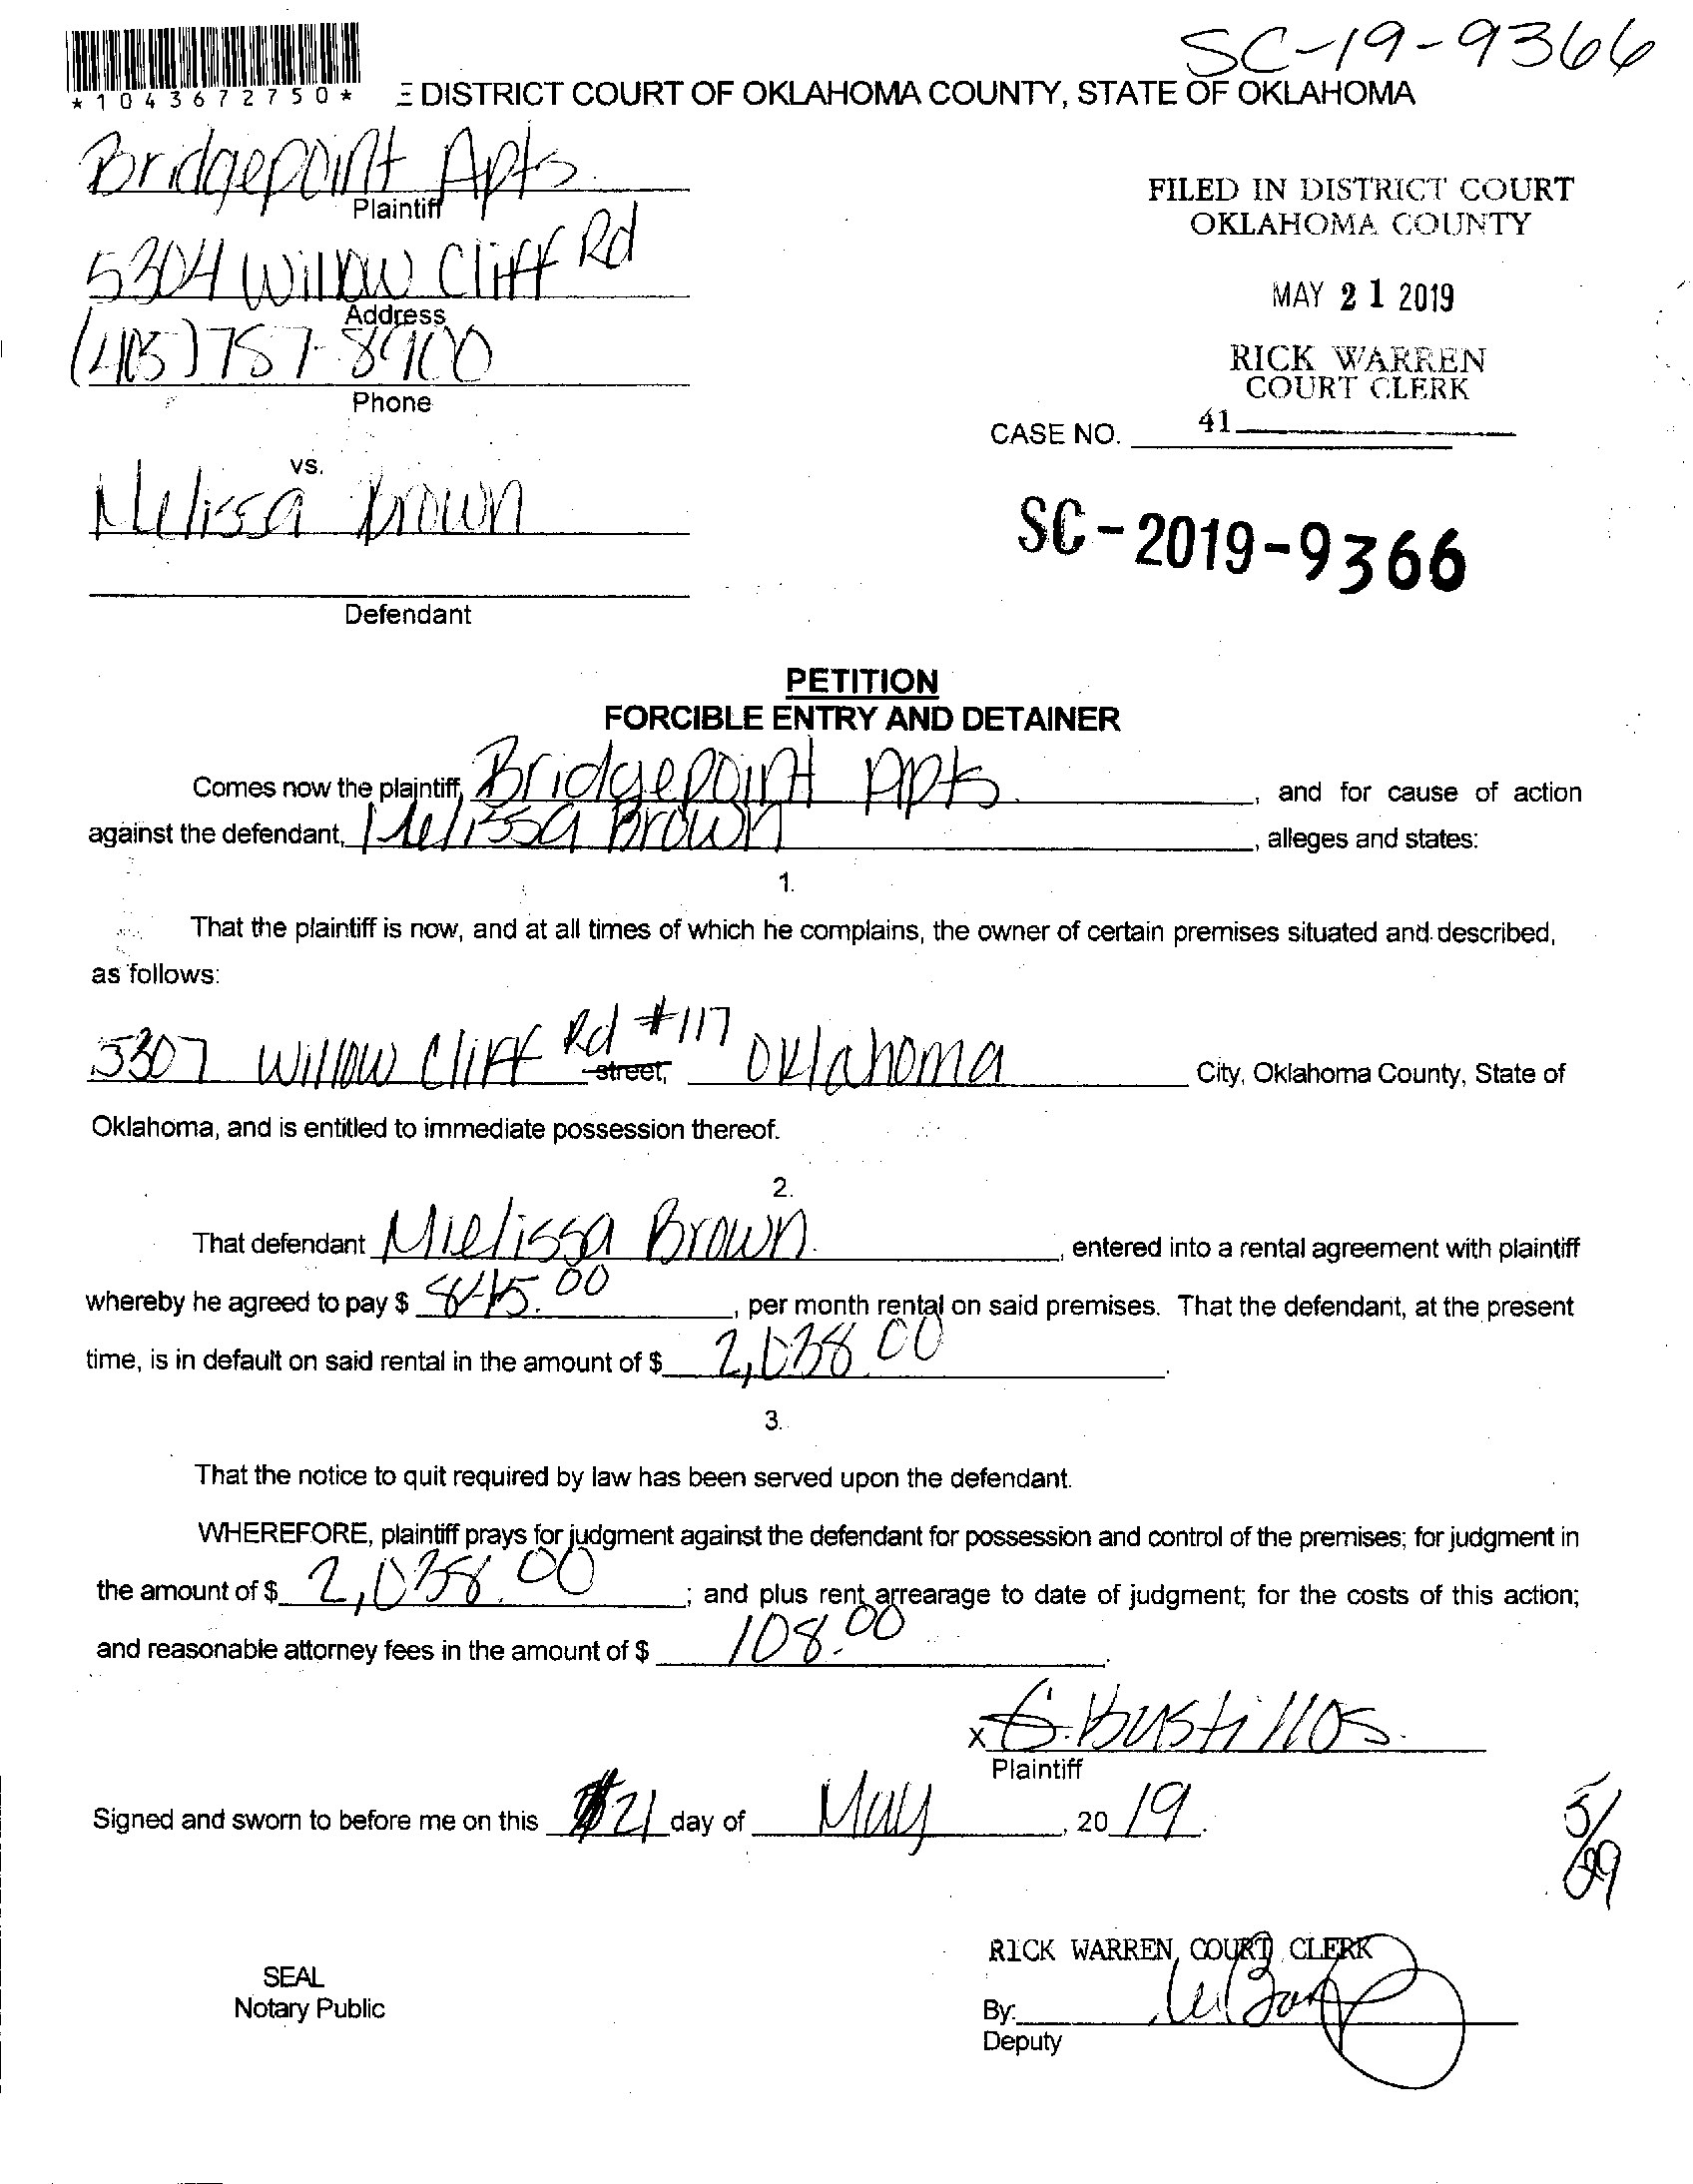 SC-19-9366
*1043672750*
E DISTRICT COURT OF OKLAHOMA COUNTY, STATE OF OKLAHOMA
Bridgepoint Apts.
Plaintiff
FILED IN DISTRICT COURT
OKLAHOMA COUNTY
5304 Willow Cliff Rd
Address
MAY 21 2019
(405) 757-8900
Phone
RICK WARREN
COURT CLERK
CASE NO. 41
vs.
Melissa Brown
SC-2019-9366
Defendant
PETITION
FORCIBLE ENTRY AND DETAINER
Comes now the plaintiff, Bridgepoint Apts., and for cause of action
against the defendant, Melissa Brown, alleges and states:
1.
That the plaintiff is now, and at all times of which he complains, the owner of certain premises situated and described,
as follows:
5307 Willow Cliff Rd #117 street, Oklahoma City, Oklahoma County, State of
Oklahoma, and is entitled to immediate possession thereof.
2.
That defendant Melissa Brown., entered into a rental agreement with plaintiff
whereby he agreed to pay $ 845.00, per month rental on said premises. That the defendant, at the present
time, is in default on said rental in the amount of $ 2,038.00.
3.
That the notice to quit required by law has been served upon the defendant.
WHEREFORE, plaintiff prays for judgment against the defendant for possession and control of the premises; for judgment in
the amount of $ 2,038.00; and plus rent arrearage to date of judgment; for the costs of this action;
and reasonable attorney fees in the amount of $ 108.00.
x G. Bustillos.
Plaintiff
Signed and sworn to before me on this 21 day of May, 20 19.
5/29
RICK WARREN, COURT CLERK
SEAL
Notary Public
By:
Deputy